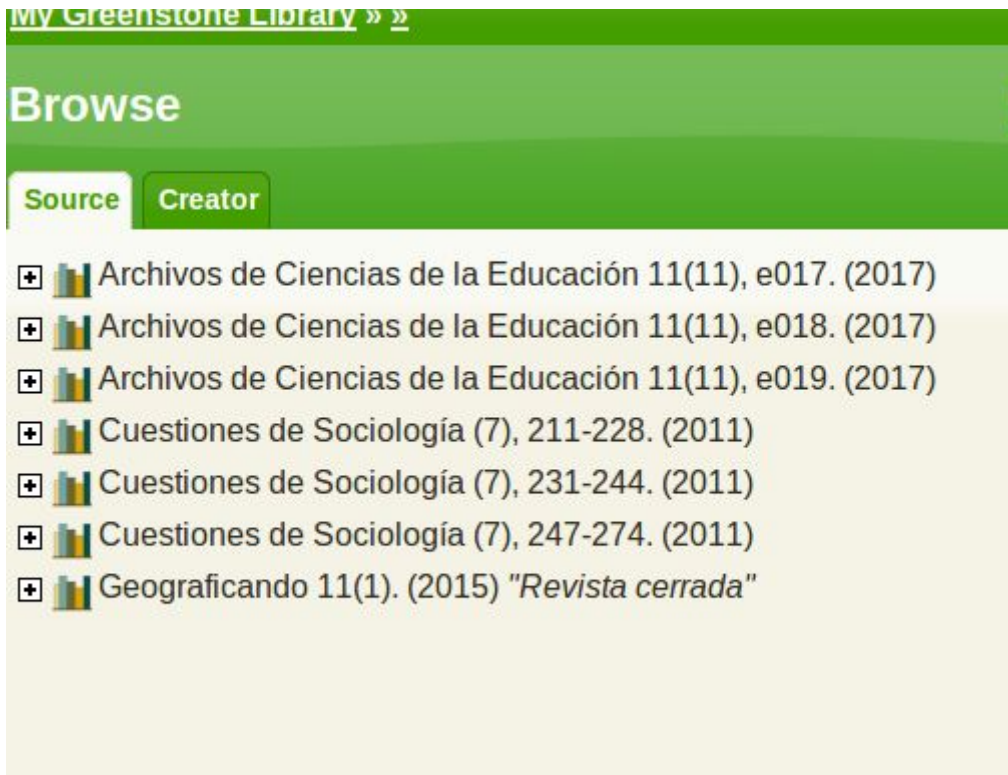 My Greenstone Library » »
Browse
Source Creator
Archivos de Ciencias de la Educación 11(11), e017. (2017)
Archivos de Ciencias de la Educación 11(11), e018. (2017)
Archivos de Ciencias de la Educación 11(11), e019. (2017)
Cuestiones de Sociología (7), 211-228. (2011)
Cuestiones de Sociología (7), 231-244. (2011)
Cuestiones de Sociología (7), 247-274. (2011)
Geograficando 11(1). (2015) "Revista cerrada"